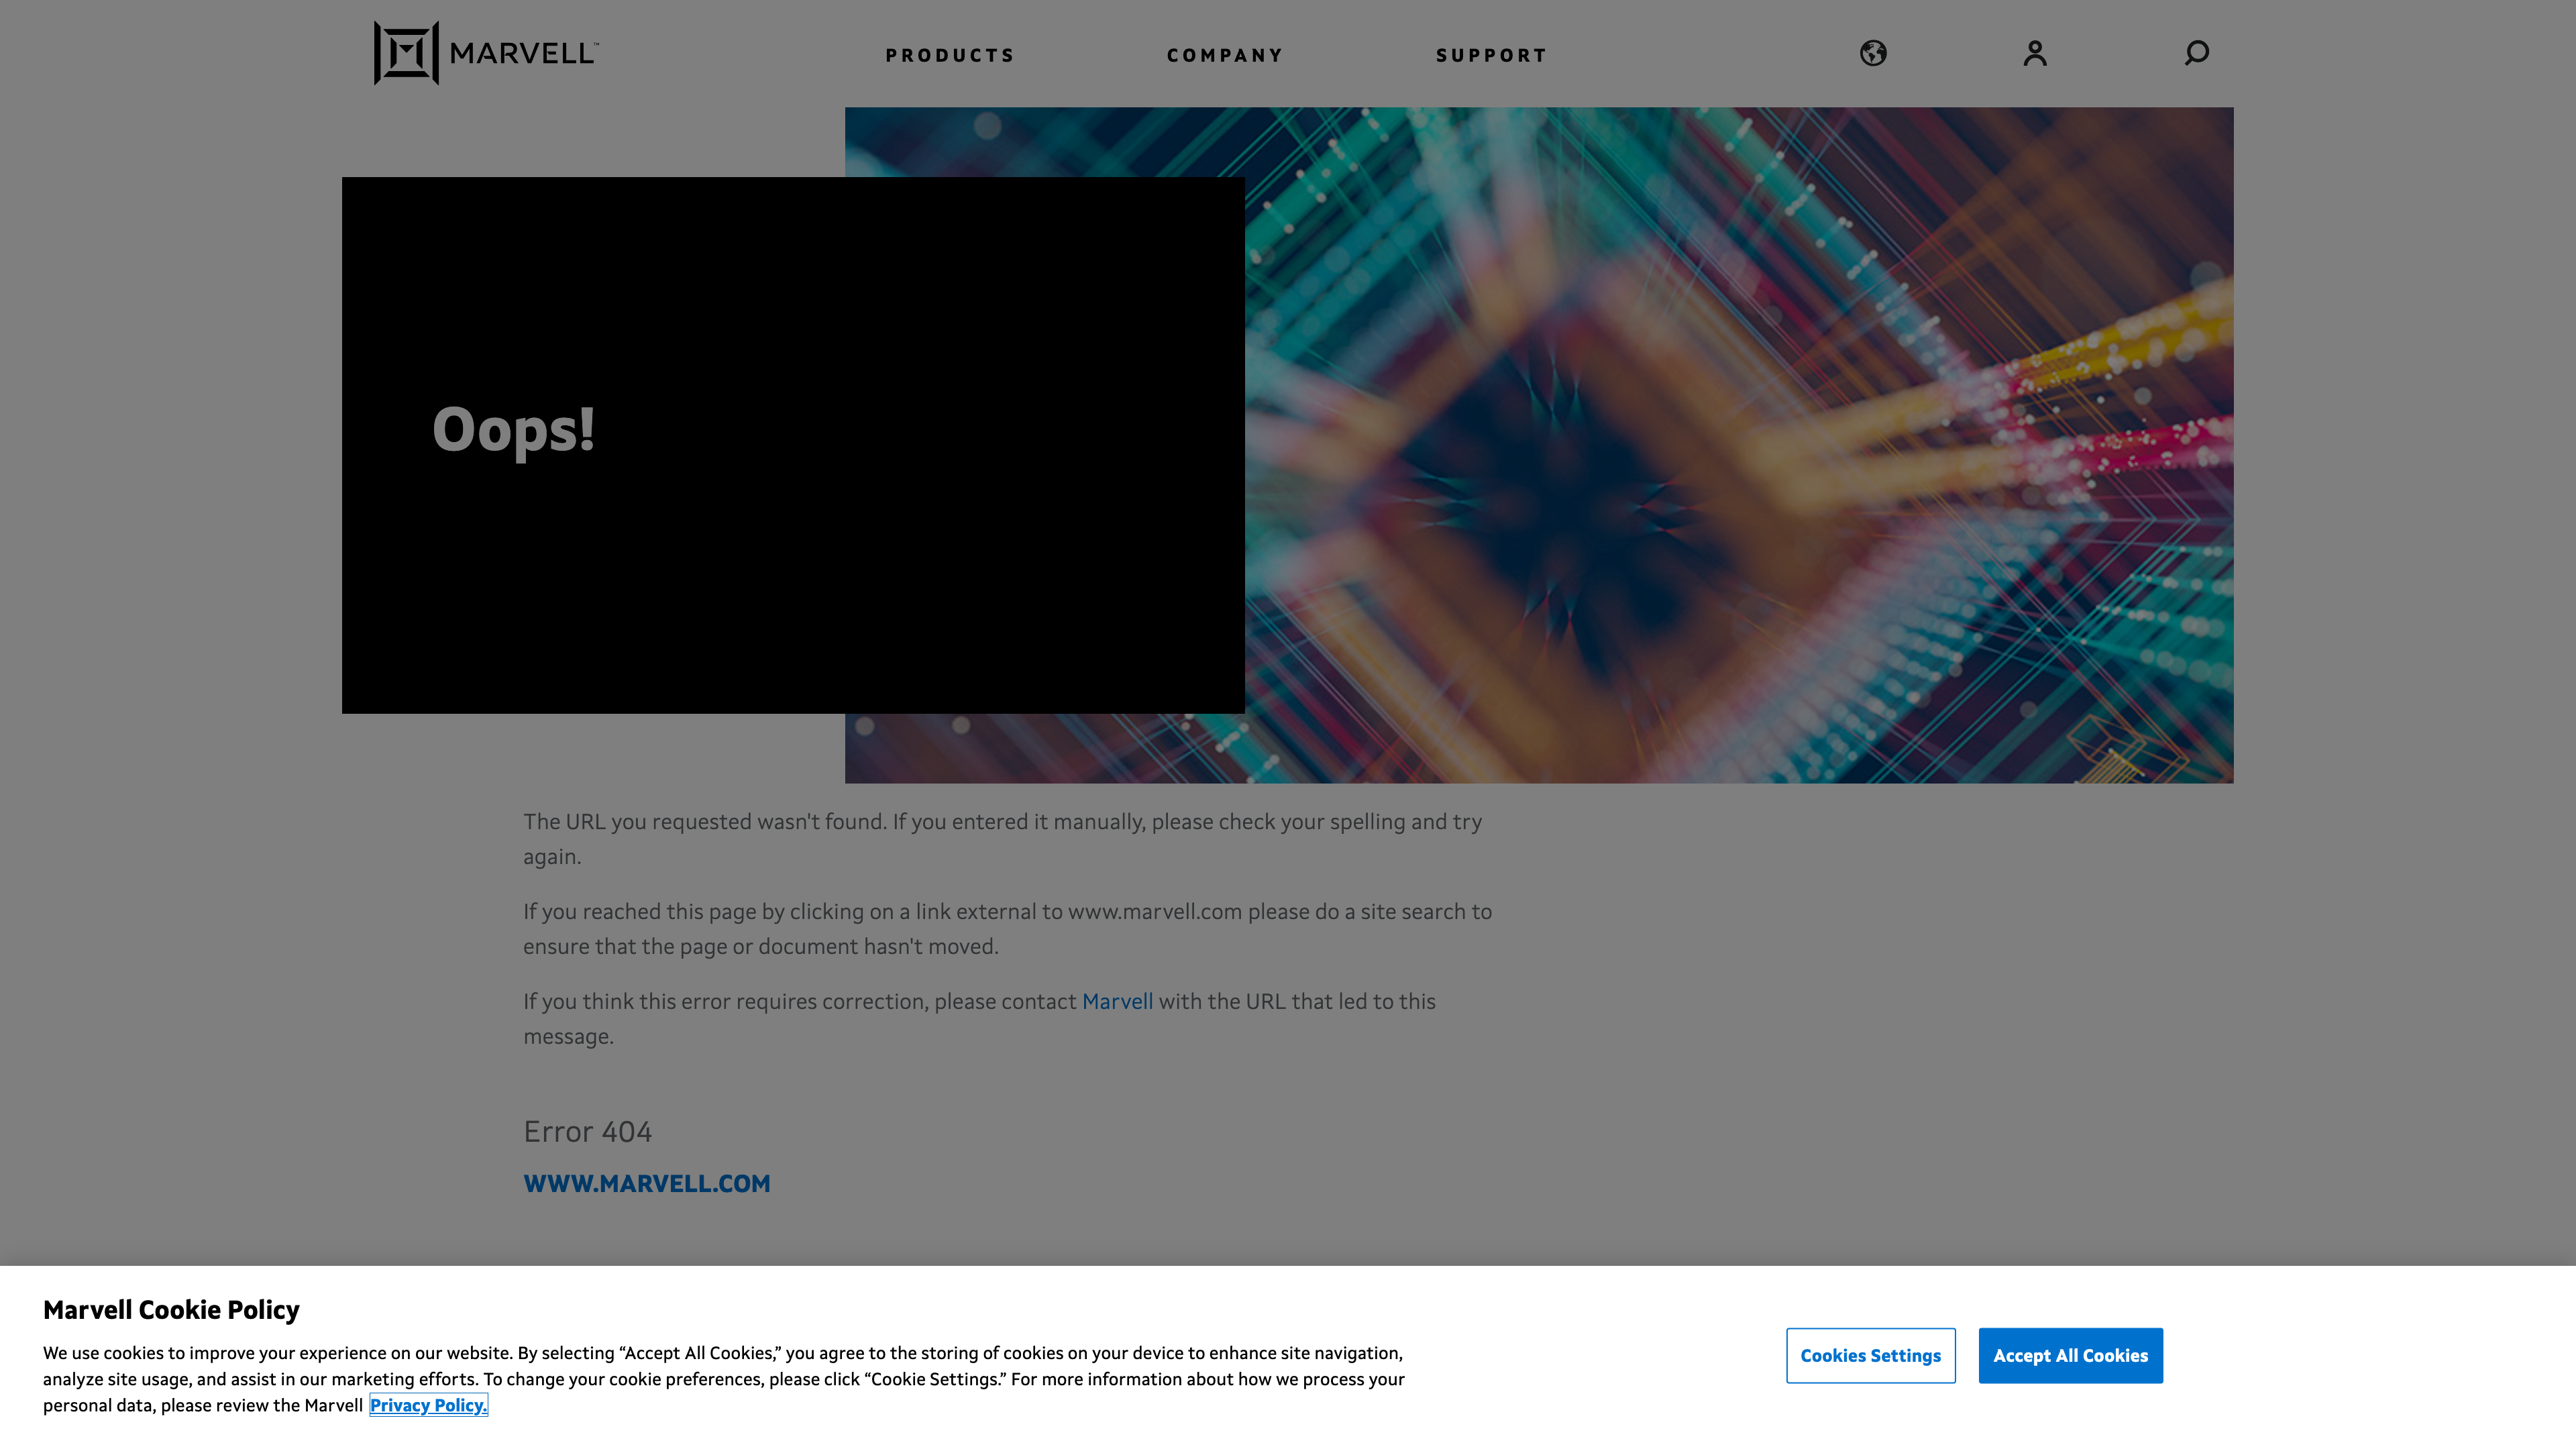 MARVELL™
PRODUCTS
COMPANY
SUPPORT
Oops!
The URL you requested wasn't found. If you entered it manually, please check your spelling and try
again.
If you reached this page by clicking on a link external to www.marvell.com please do a site search to
ensure that the page or document hasn't moved.
If you think this error requires correction, please contact Marvell with the URL that led to this
message.
Error 404
WWW.MARVELL.COM
Marvell Cookie Policy
We use cookies to improve your experience on our website. By selecting “Accept All Cookies,” you agree to the storing of cookies on your device to enhance site navigation,
analyze site usage, and assist in our marketing efforts. To change your cookie preferences, please click “Cookie Settings.” For more information about how we process your
personal data, please review the Marvell Privacy Policy.
Cookies Settings
Accept All Cookies